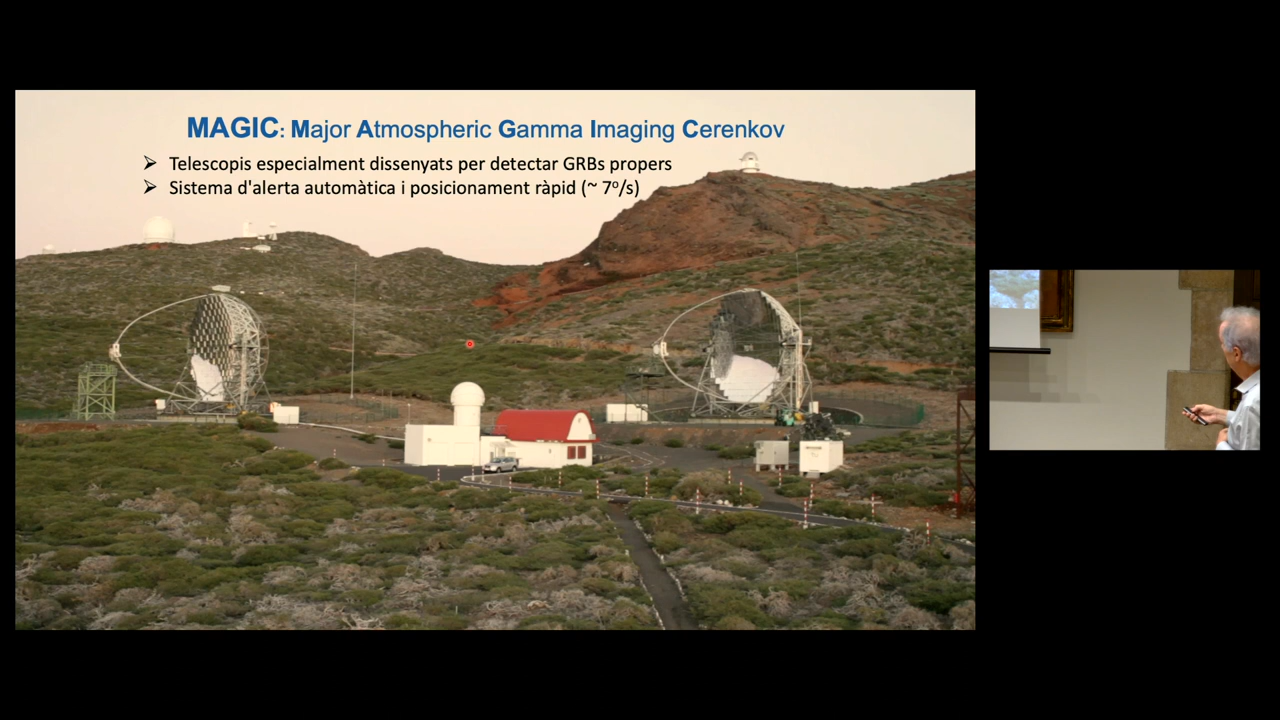 MAGIC: Major Atmospheric Gamma Imaging Cerenkov
➢ Telescopis especialment dissenyats per detectar GRBs propers
➢ Sistema d'alerta automàtica i posicionament ràpid (~ 7º/s)